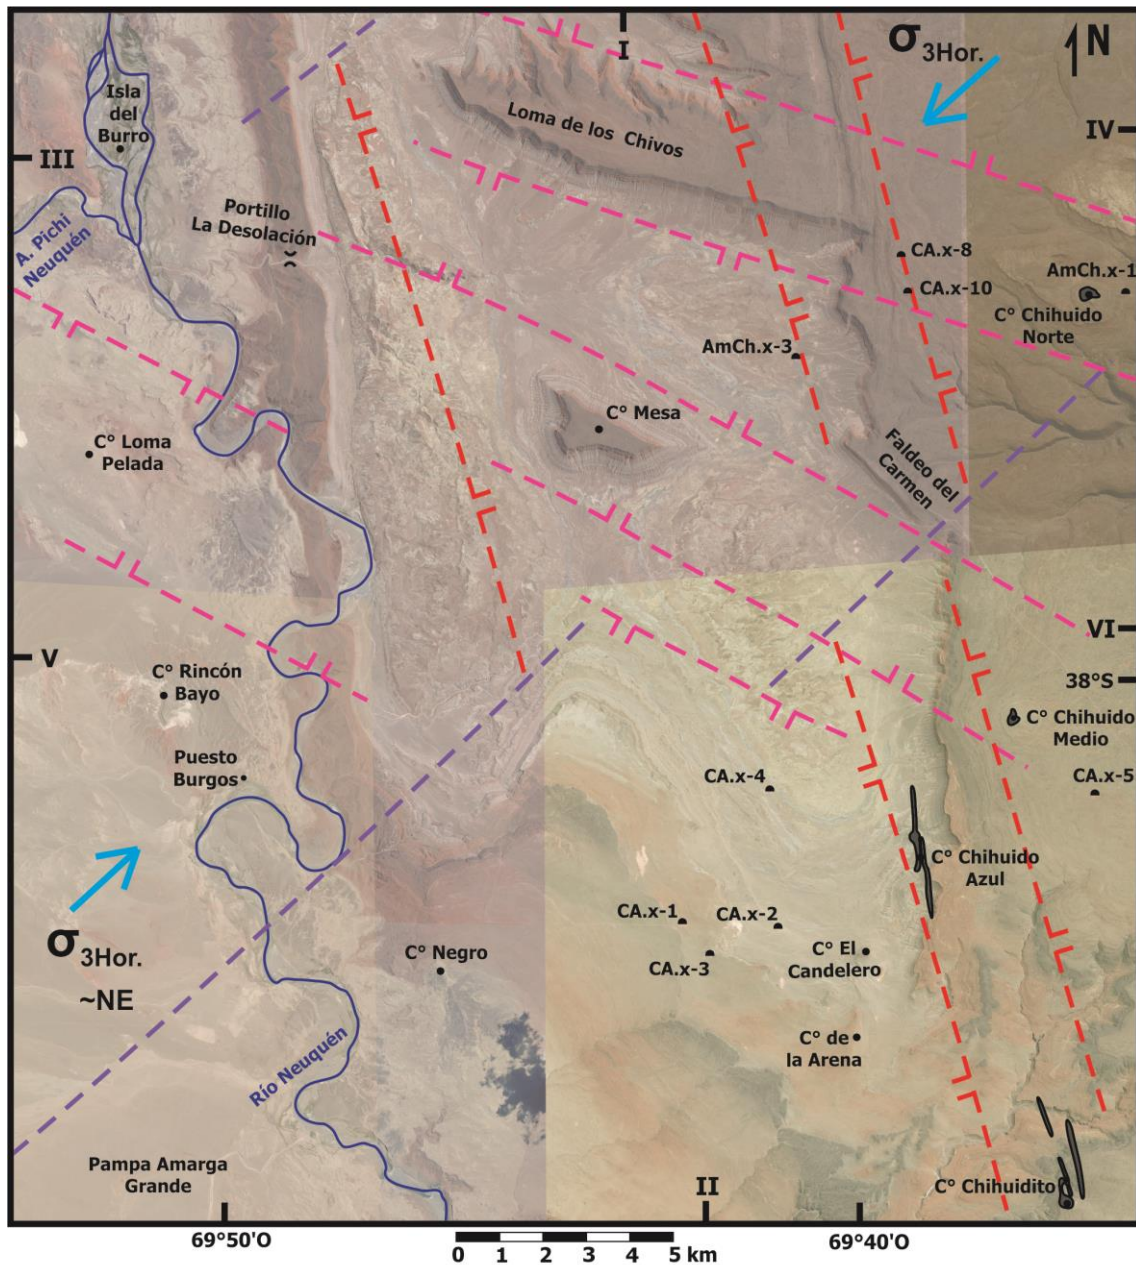 I
σ3Hor.
N
Isla
del
Burro
Loma de los Chivos
IV
III
Portillo
La Desolación
A. Pichi
Neuquén
CA.x-8
CA.x-10
AmCh.x-1
C° Chihuido
Norte
AmCh.x-3
C° Mesa
C° Loma
Pelada
Faldeo del
Carmen
VI
V
C° Rincón
Bayo
38°S
C° Chihuido
Medio
Puesto
Burgos
CA.x-4
CA.x-5
C° Chihuido
Azul
CA.x-1
CA.x-2
σ3Hor.
~NE
CA.x-3
C° El
Candelero
C° Negro
C° de
la Arena
Río Neuquén
Pampa Amarga
Grande
II
C° Chihuidito
69°50'O
69°40'O
0 1 2 3 4 5 km